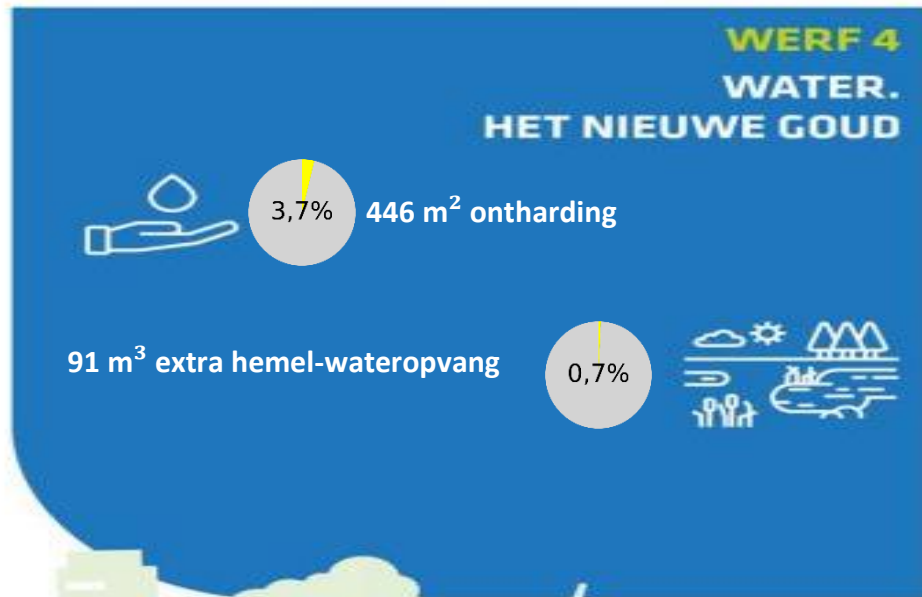 WERF 4
WATER.
HET NIEUWE GOUD
3,7% 446 m² ontharding
91 m³ extra hemel-wateropvang 0,7%